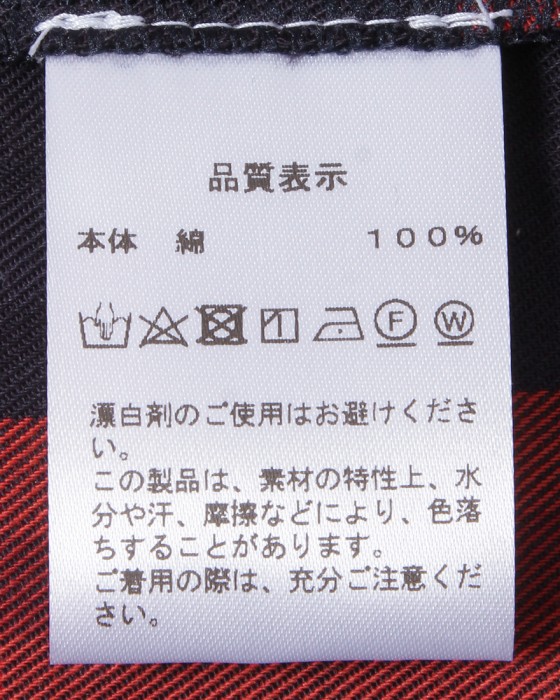 品質表示
本体　綿　１００％
F W
漂白剤のご使用はお避けくださ
い。
この製品は、素材の特性上、水
分や汗、摩擦などにより、色落
ちすることがあります。
ご着用の際は、充分ご注意くだ
さい。